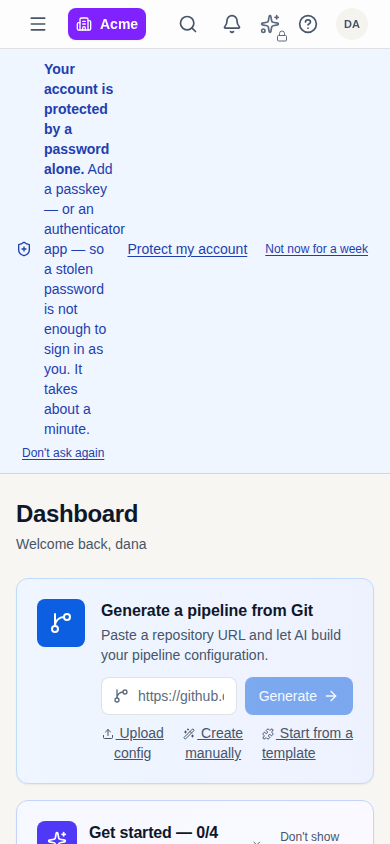 Acme
DA
Your
account is
protected
by a
password
alone. Add
a passkey
— or an
authenticator
app — so
a stolen
password
is not
enough to
sign in as
you. It
takes
about a
minute.
Protect my account
Not now for a week
Don't ask again
Dashboard
Welcome back, dana
Generate a pipeline from Git
Paste a repository URL and let AI build
your pipeline configuration.
https://github.
Generate
Upload
config
Create
manually
Start from a
template
Get started — 0/4
Don't show